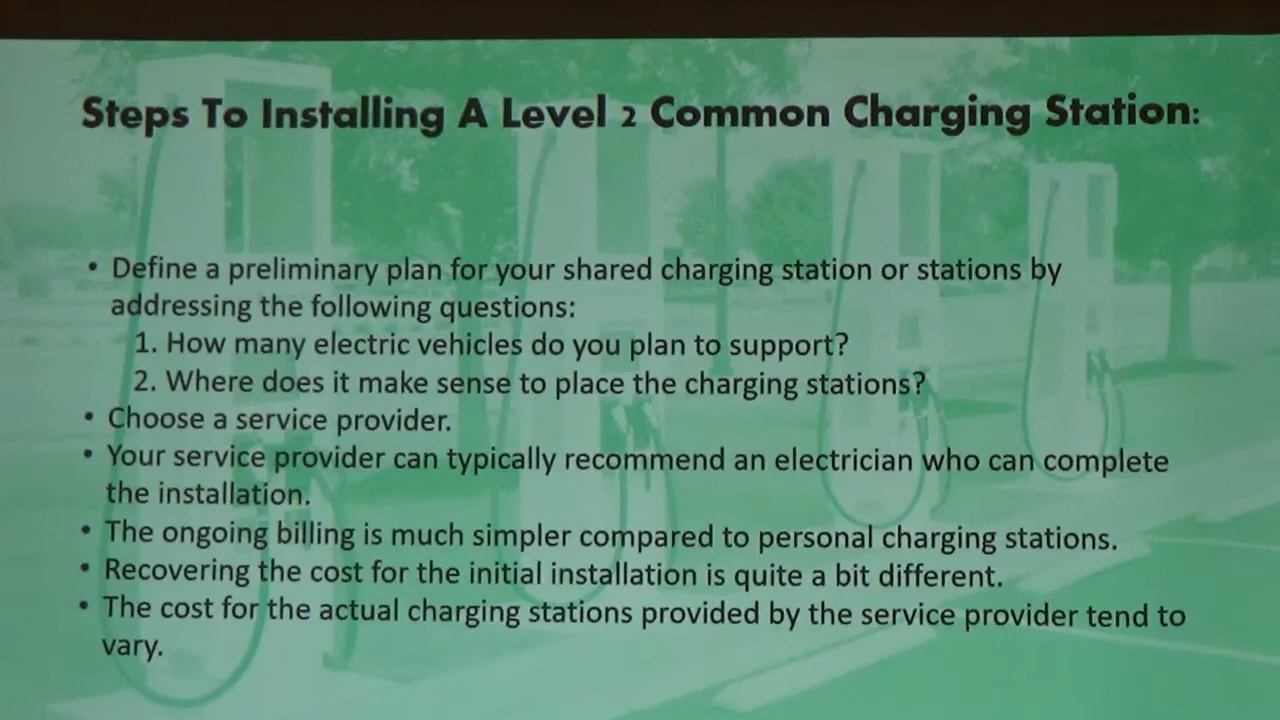 Steps To Installing A Level 2 Common Charging Station:
• Define a preliminary plan for your shared charging station or stations by
addressing the following questions:
1. How many electric vehicles do you plan to support?
2. Where does it make sense to place the charging stations?
• Choose a service provider.
• Your service provider can typically recommend an electrician who can complete
the installation.
• The ongoing billing is much simpler compared to personal charging stations.
• Recovering the cost for the initial installation is quite a bit different.
• The cost for the actual charging stations provided by the service provider tend to
vary.